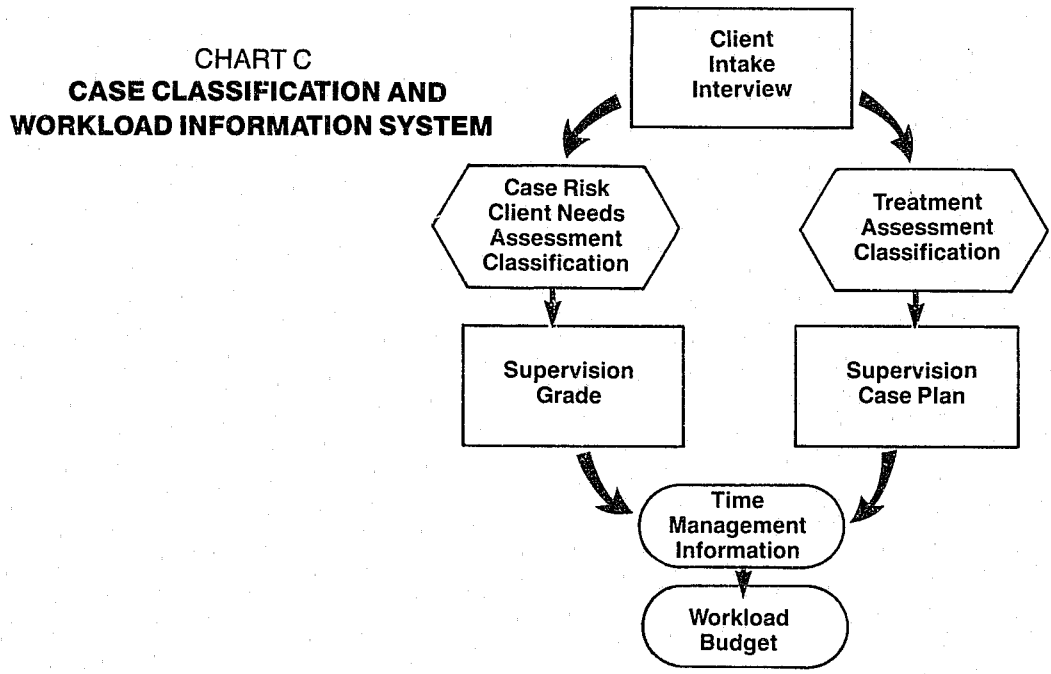 CHART C
CASE CLASSIFICATION AND
WORKLOAD INFORMATION SYSTEM
Client
Intake
Interview
Case Risk
Client Needs
Assessment
Classification
Treatment
Assessment
Classification
Supervision
Grade
Supervision
Case Plan
Time
Management
Information
Workload
Budget